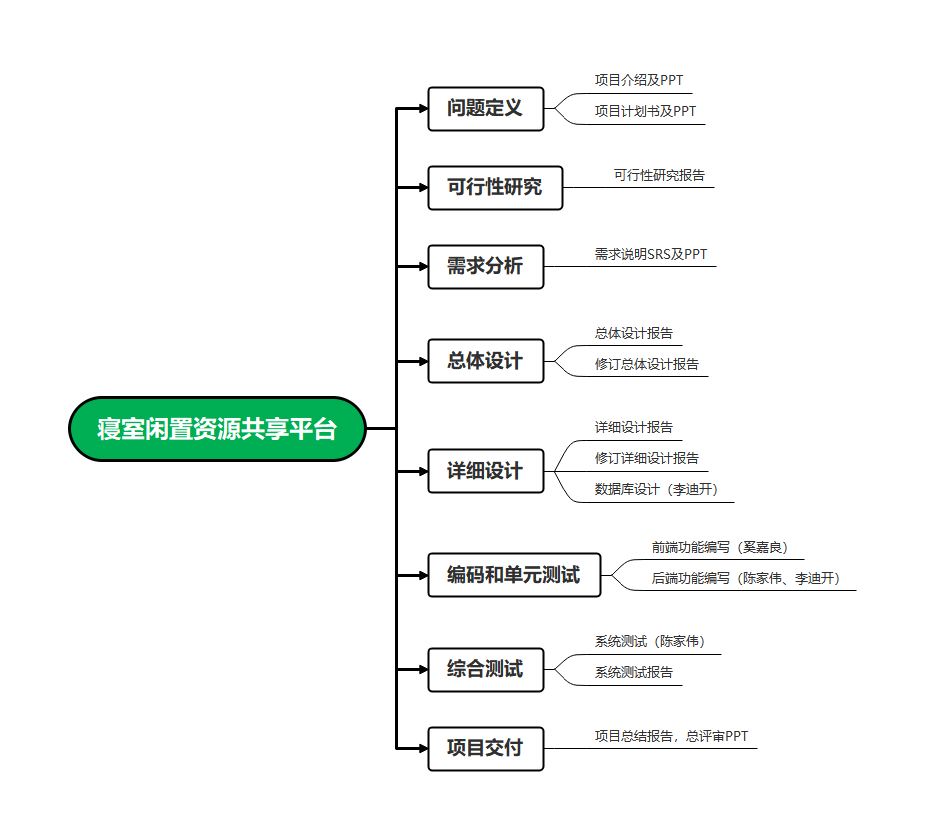 寝室闲置资源共享平台
问题定义
项目介绍及PPT
项目计划书及PPT
可行性研究
可行性研究报告
需求分析
需求说明SRS及PPT
总体设计
总体设计报告
修订总体设计报告
详细设计
详细设计报告
修订详细设计报告
数据库设计（李迪开）
编码和单元测试
前端功能编写（奚嘉良）
后端功能编写（陈家伟、李迪开）
综合测试
系统测试（陈家伟）
系统测试报告
项目交付
项目总结报告，总评审PPT